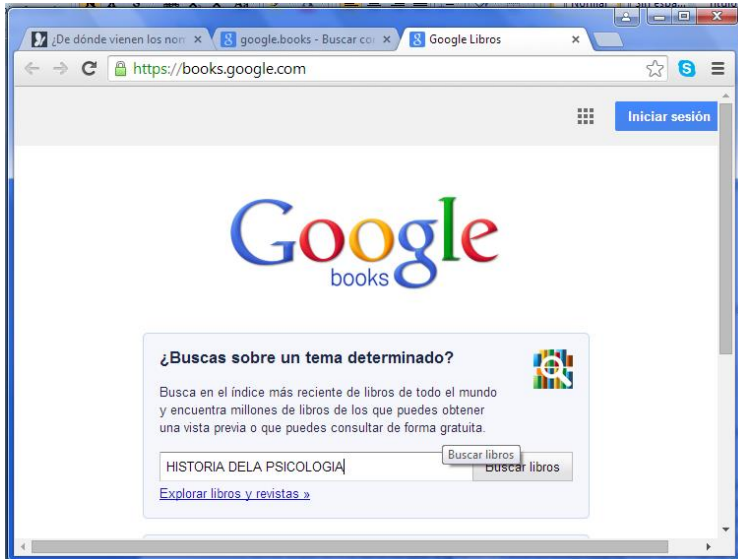 ¿De dónde vienen los nom
google.books - Buscar cor
Google Libros
https://books.google.com
Iniciar sesión
Google
books
¿Buscas sobre un tema determinado?
Busca en el índice más reciente de libros de todo el mundo
y encuentra millones de libros de los que puedes obtener
una vista previa o que puedes consultar de forma gratuita.
Buscar libros
HISTORIA DELA PSICOLOGIA
Buscar libros
Explorar libros y revistas »